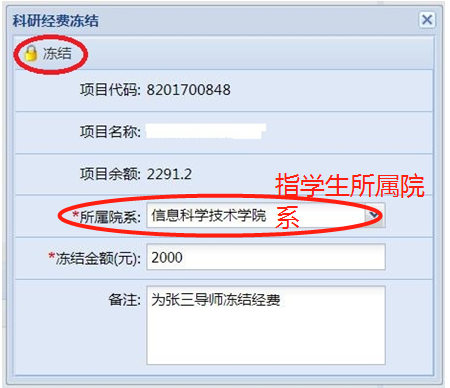 科研经费冻结
冻结
项目代码: 8201700848
项目名称:
项目余额: 2291.2
指学生所属院系
*所属院系: 信息科学技术学院
*冻结金额(元): 2000
备注: 为张三导师冻结经费